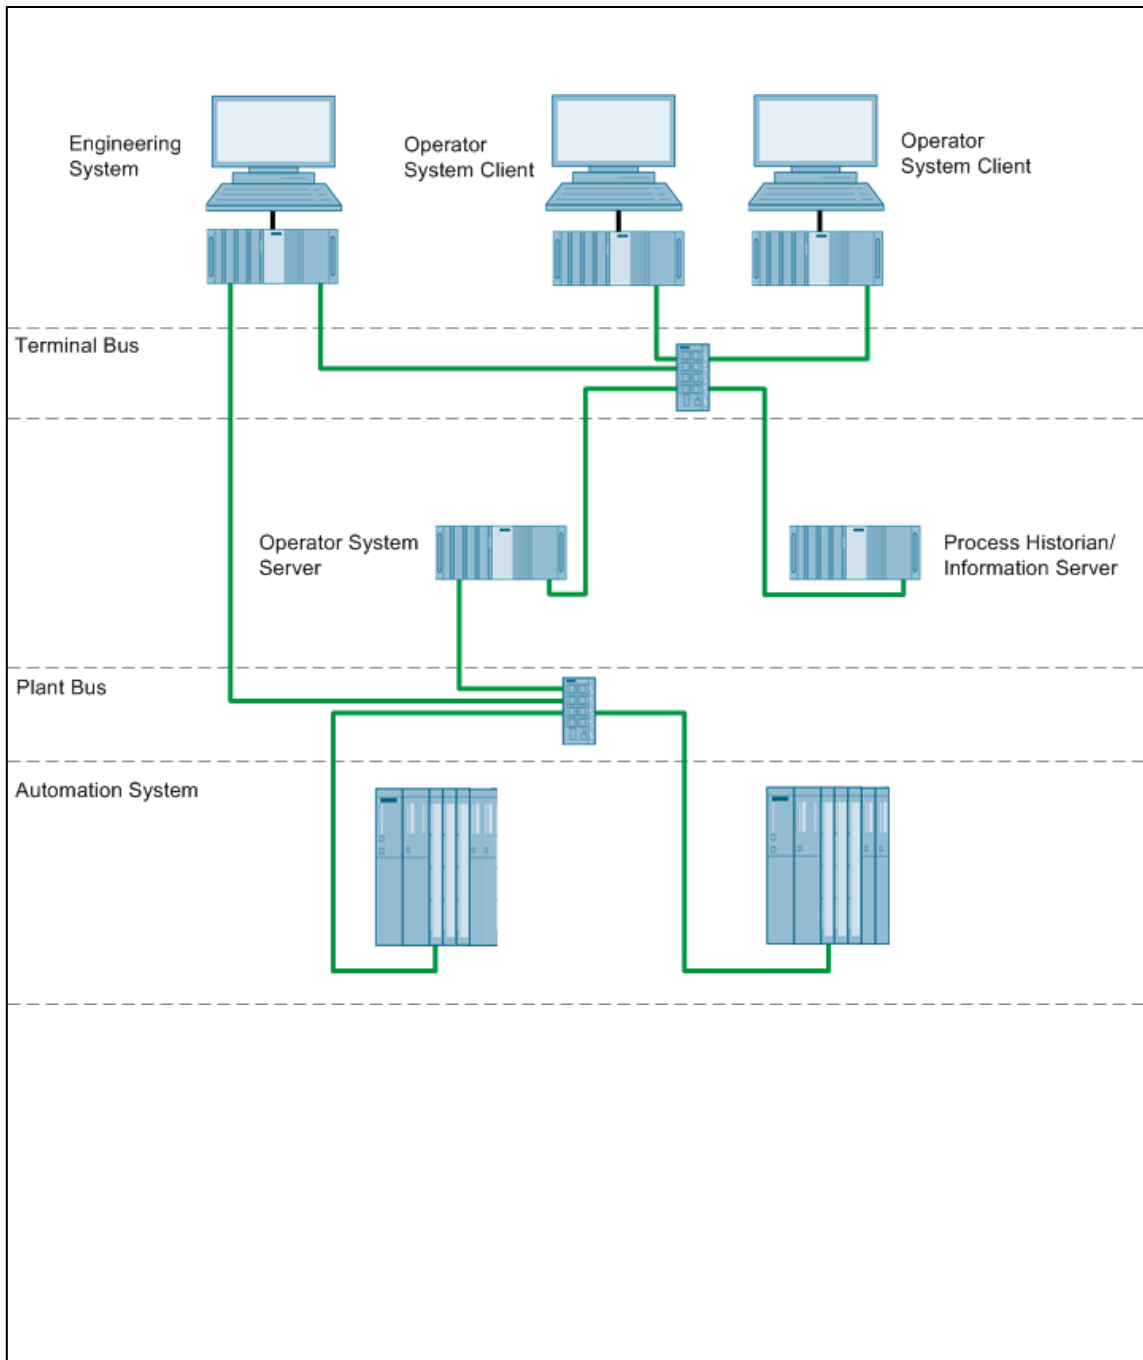 Engineering
System
Operator
System Client
Operator
System Client
Terminal Bus
Operator System
Server
Process Historian/
Information Server
Plant Bus
Automation System